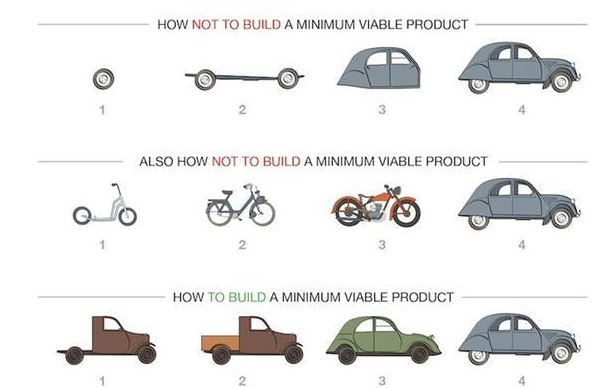 HOW NOT TO BUILD A MINIMUM VIABLE PRODUCT
1 2 3 4
ALSO HOW NOT TO BUILD A MINIMUM VIABLE PRODUCT
1 2 3 4
HOW TO BUILD A MINIMUM VIABLE PRODUCT
1 2 3 4